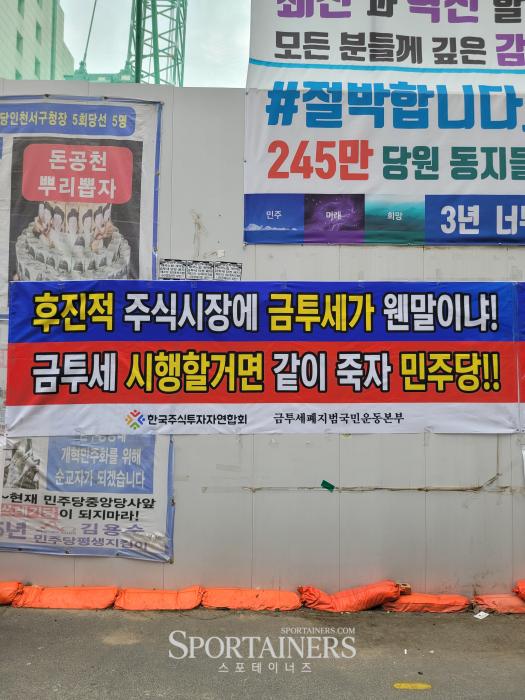 쇄신 과 혁신 할
모든 분들께 깊은 감
#절박합니다
245만 당원 동지들
민주 미래 희망
3년 너무
당인천서구청장 5회당선 5명
돈공천
뿌리뽑자
후진적 주식시장에 금투세가 웬말이냐!
금투세 시행할거면 같이 죽자 민주당!!
한국주식투자자연합회 금투세폐지범국민운동본부
개혁민주화를 위해
순교자가 되겠습니다
~현재 민주당중앙당사앞
이 되지마라!
5년 김용수
민주당평생지킴이
SPORTAINERS.COM
SPORTAINERS
스포테이너즈